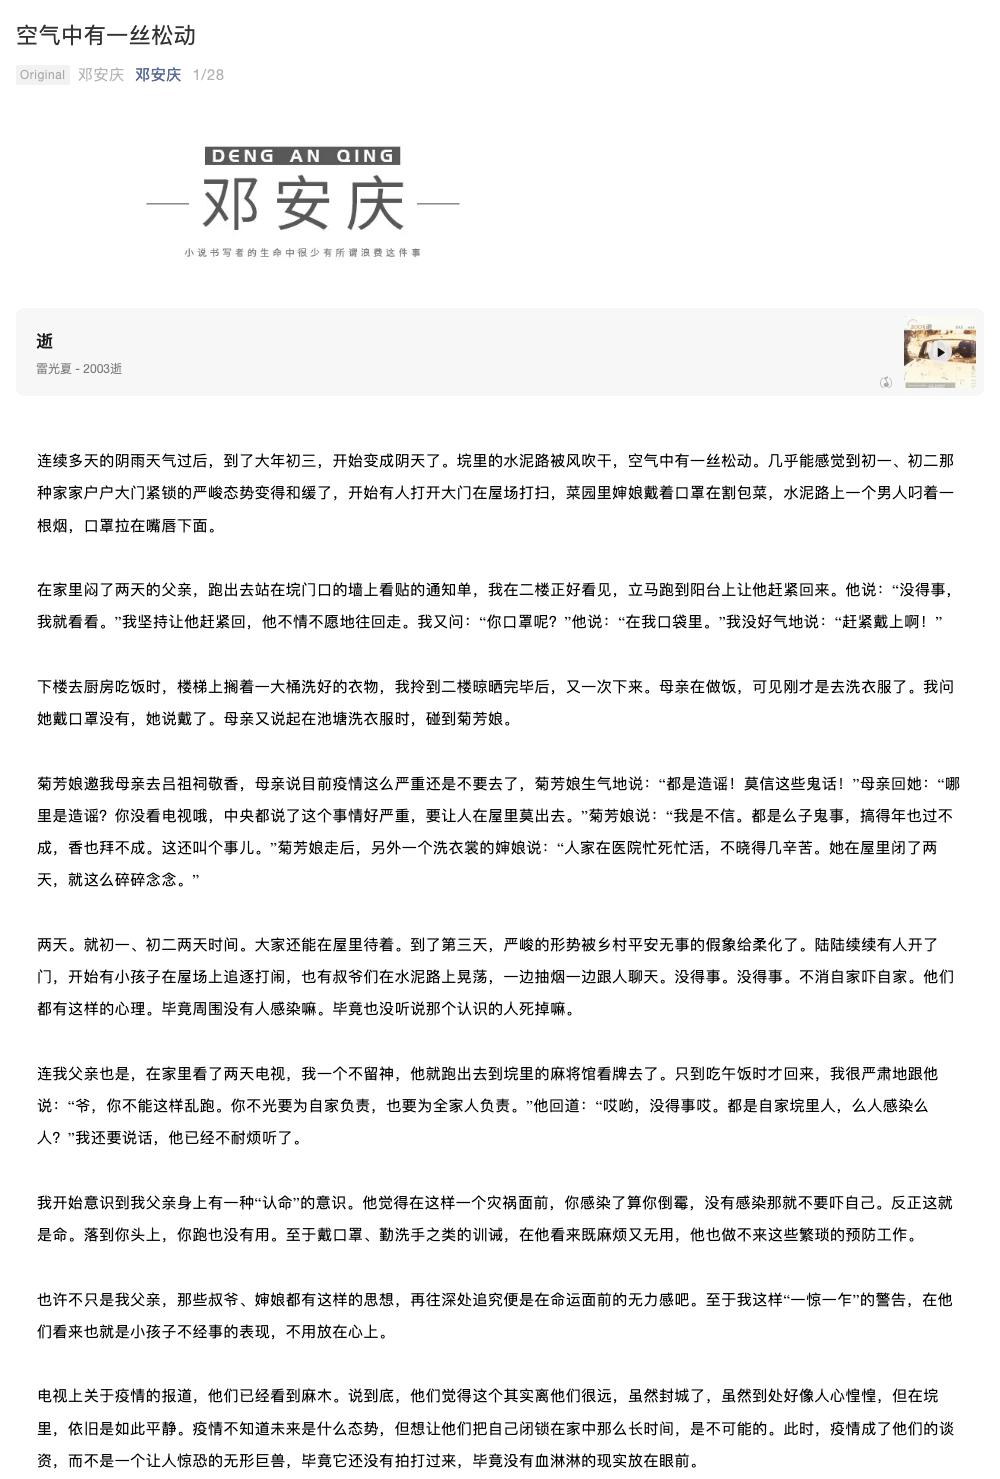 空气中有一丝松动
Original 邓安庆 邓安庆 1/28
DENG AN QING
邓安庆
小说书写者的生命中很少有所谓浪费这件事
逝
雷光夏 - 2003逝
连续多天的阴雨天气过后，到了大年初三，开始变成阴天了。垸里的水泥路被风吹干，空气中有一丝松动。几乎能感觉到初一、初二那
种家家户户大门紧锁的严峻态势变得和缓了，开始有人打开大门在屋场打扫，菜园里婶娘戴着口罩在割包菜，水泥路上一个男人叼着一
根烟，口罩拉在嘴唇下面。
在家里闷了两天的父亲，跑出去站在垸门口的墙上看贴的通知单，我在二楼正好看见，立马跑到阳台上让他赶紧回来。他说：“没得事，
我就看看。”我坚持让他赶紧回，他不情不愿地往回走。我又问：“你口罩呢？”他说：“在我口袋里。”我没好气地说：“赶紧戴上啊！”
下楼去厨房吃饭时，楼梯上搁着一大桶洗好的衣物，我拎到二楼晾晒完毕后，又一次下来。母亲在做饭，可见刚才是去洗衣服了。我问
她戴口罩没有，她说戴了。母亲又说起在池塘洗衣服时，碰到菊芳娘。
菊芳娘邀我母亲去吕祖祠敬香，母亲说目前疫情这么严重还是不要去了，菊芳娘生气地说：“都是造谣！莫信这些鬼话！”母亲回她：“哪
里是造谣？你没看电视哦，中央都说了这个事情好严重，要让人在屋里莫出去。”菊芳娘说：“我是不信。都是么子鬼事，搞得年也过不
成，香也拜不成。这还叫个事儿。”菊芳娘走后，另外一个洗衣裳的婶娘说：“人家在医院忙死忙活，不晓得几辛苦。她在屋里闭了两
天，就这么碎碎念念。”
两天。就初一、初二两天时间。大家还能在屋里待着。到了第三天，严峻的形势被乡村平安无事的假象给柔化了。陆陆续续有人开了
门，开始有小孩子在屋场上追逐打闹，也有叔爷们在水泥路上晃荡，一边抽烟一边跟人聊天。没得事。没得事。不消自家吓自家。他们
都有这样的心理。毕竟周围没有人感染嘛。毕竟也没听说那个认识的人死掉嘛。
连我父亲也是，在家里看了两天电视，我一个不留神，他就跑出去到垸里的麻将馆看牌去了。只到吃午饭时才回来，我很严肃地跟他
说：“爷，你不能这样乱跑。你不光要为自家负责，也要为全家人负责。”他回道：“哎哟，没得事哎。都是自家垸里人，么人感染么
人？”我还要说话，他已经不耐烦听了。
我开始意识到我父亲身上有一种“认命”的意识。他觉得在这样一个灾祸面前，你感染了算你倒霉，没有感染那就不要吓自己。反正这就
是命。落到你头上，你跑也没有用。至于戴口罩、勤洗手之类的训诫，在他看来既麻烦又无用，他也做不来这些繁琐的预防工作。
也许不只是我父亲，那些叔爷、婶娘都有这样的思想，再往深处追究便是在命运面前的无力感吧。至于我这样“一惊一乍”的警告，在他
们看来也就是小孩子不经事的表现，不用放在心上。
电视上关于疫情的报道，他们已经看到麻木。说到底，他们觉得这个其实离他们很远，虽然封城了，虽然到处好像人心惶惶，但在垸
里，依旧是如此平静。疫情不知道未来是什么态势，但想让他们把自己闭锁在家中那么长时间，是不可能的。此时，疫情成了他们的谈
资，而不是一个让人惊恐的无形巨兽，毕竟它还没有拍打过来，毕竟没有血淋淋的现实放在眼前。